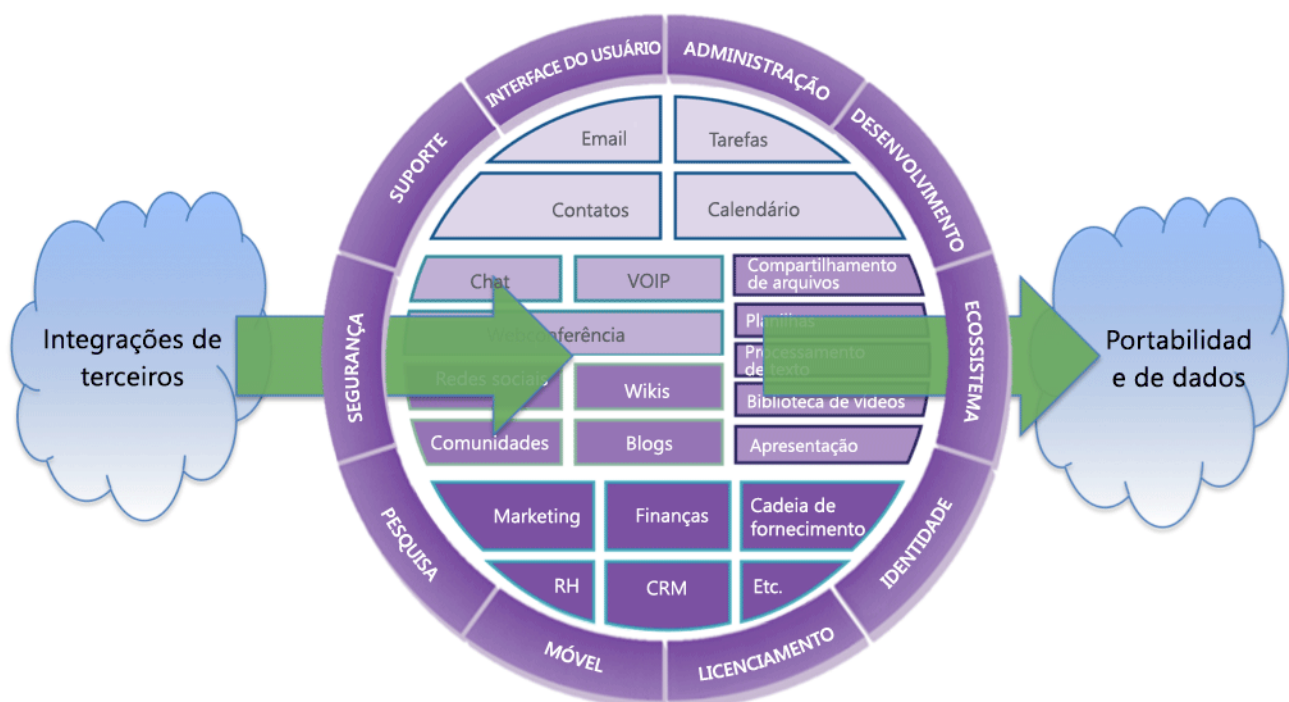 INTERFACE DO USUÁRIO
ADMINISTRAÇÃO
DESENVOLVIMENTO
ECOSSISTEMA
IDENTIDADE
LICENCIAMENTO
MÓVEL
PESQUISA
SEGURANÇA
SUPORTE
Email
Tarefas
Contatos
Calendário
Chat
VOIP
Compartilhamento
de arquivos
Webconferência
Planilhas
Processamento
de texto
Redes sociais
Wikis
Biblioteca de vídeos
Comunidades
Blogs
Apresentação
Marketing
Finanças
Cadeia de
fornecimento
RH
CRM
Etc.
Integrações de
terceiros
Portabilidad
e de dados